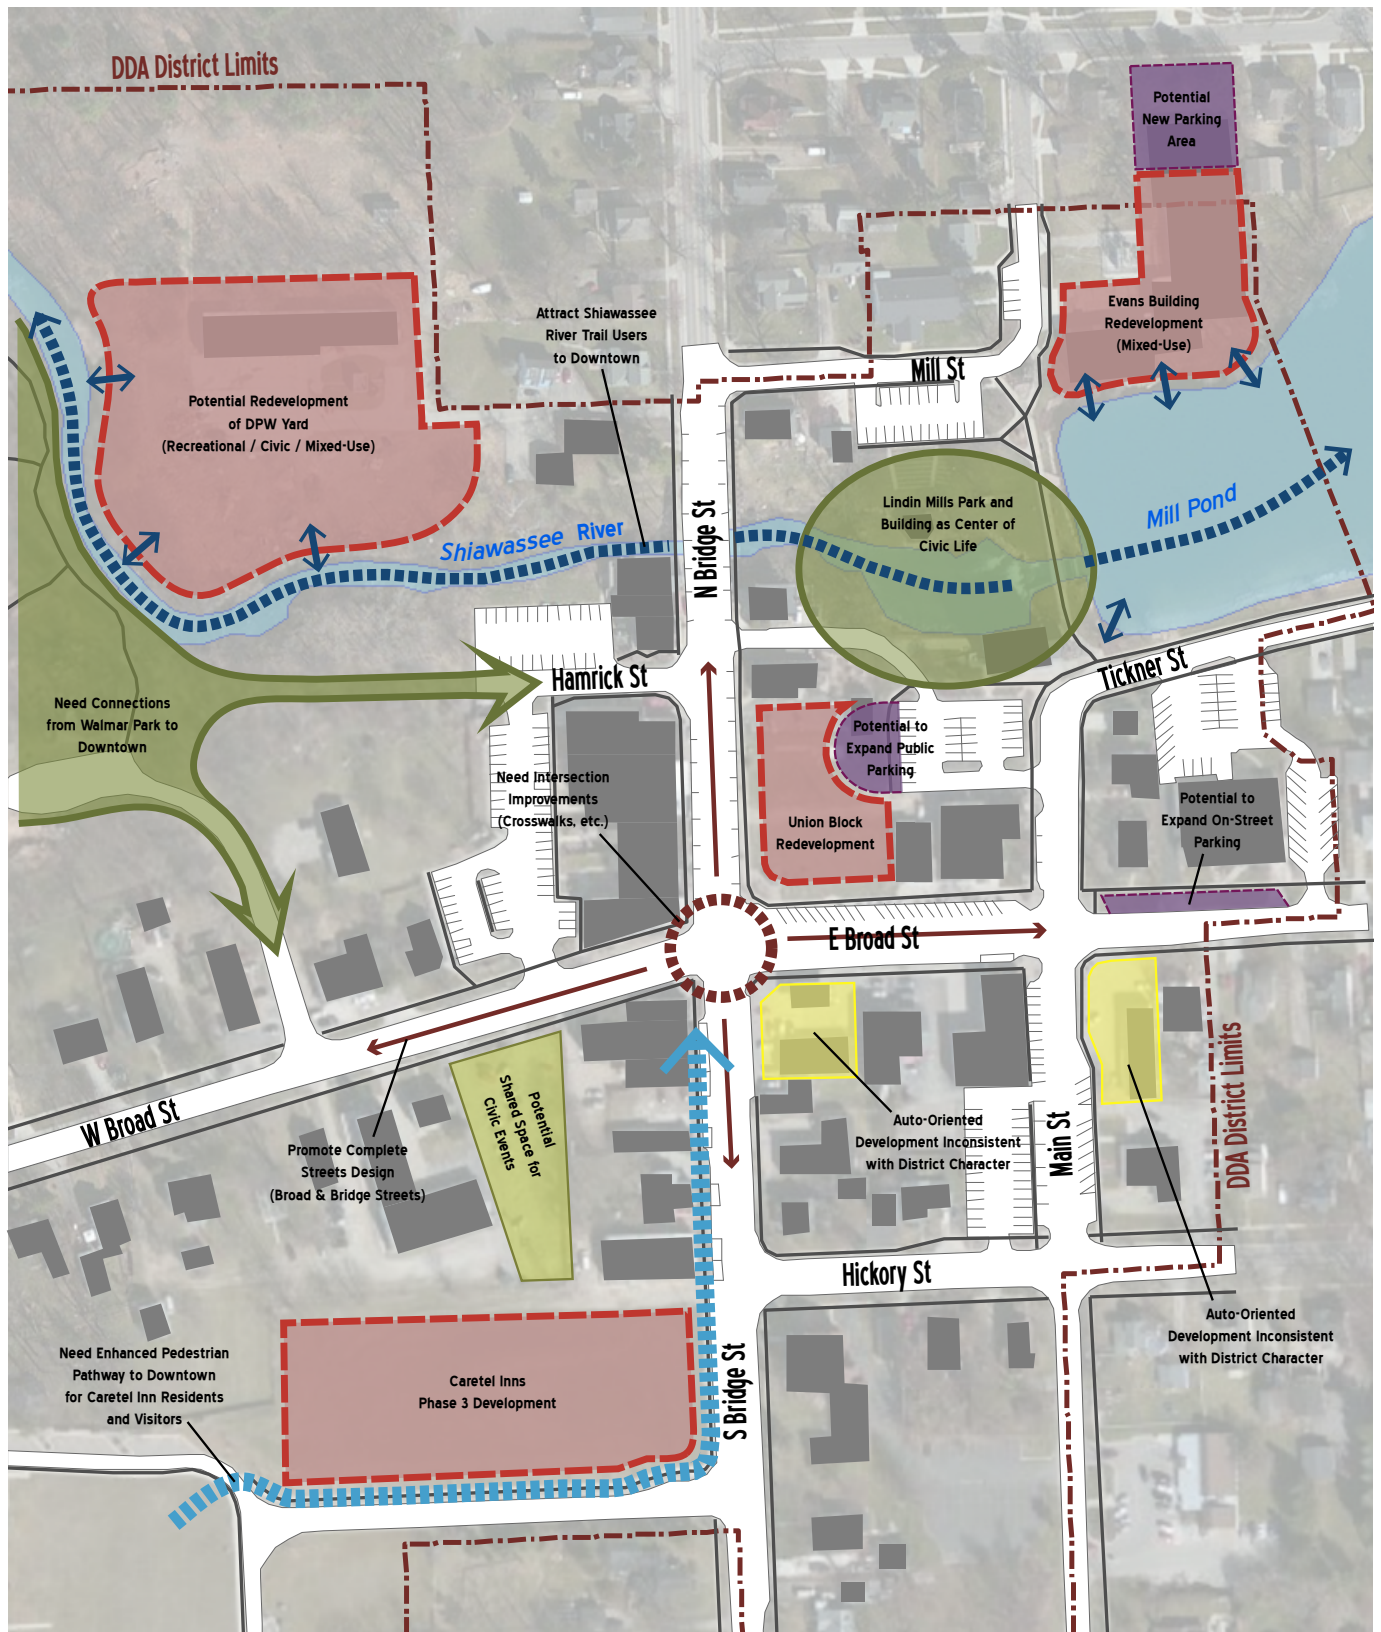 DDA District Limits
Potential
New Parking
Area
Evans Building
Redevelopment
(Mixed-Use)
Attract Shiawassee
River Trail Users
to Downtown
Mill St
Potential Redevelopment
of DPW Yard
(Recreational / Civic / Mixed-Use)
Lindin Mills Park and
Building as Center of
Civic Life
Mill Pond
Shiawassee River
N Bridge St
Hamrick St
Tickner St
Need Connections
from Walmar Park to
Downtown
Potential to
Expand Public
Parking
Need Intersection
Improvements
(Crosswalks, etc.)
Union Block
Redevelopment
Potential to
Expand On-Street
Parking
E Broad St
W Broad St
Potential
Shared Space for
Civic Events
Promote Complete
Streets Design
(Broad & Bridge Streets)
Auto-Oriented
Development Inconsistent
with District Character
Main St
DDA District Limits
Hickory St
Auto-Oriented
Development Inconsistent
with District Character
Need Enhanced Pedestrian
Pathway to Downtown
for Caretel Inn Residents
and Visitors
Caretel Inns
Phase 3 Development
S Bridge St